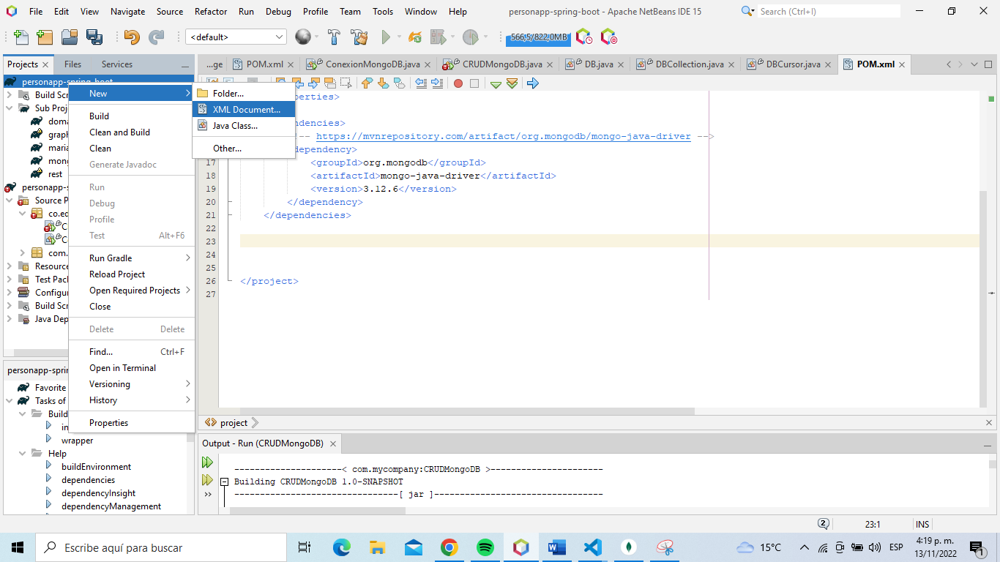 File Edit View Navigate Source Refactor Run Debug Profile Team Tools Window Help personapp-spring-boot - Apache NetBeans IDE 15 Search (Ctrl+I)
<default> 566,5/822,0MB
Projects Files Services ...ge POM.xml ConexionMongoDB.java CRUDMongoDB.java DB.java DBCollection.java DBCursor.java POM.xml
personapp-spring-boot
Build Scr
Sub Proj
doma
graph
maria
mong
rest
personapp-s
Source P
co.ed
C
C
com.
Resource
Test Pack
Configur
Build Scr
Java Dep
New
Build
Clean and Build
Clean
Generate Javadoc
Run
Debug
Profile
Test Alt+F6
Run Gradle
Reload Project
Open Required Projects
Close
Delete Delete
Find... Ctrl+F
Open in Terminal
Versioning
History
Properties
Folder...
XML Document...
Java Class...
Other...
perties>
endencies>
-- https://mvnrepository.com/artifact/org.mongodb/mongo-java-driver -->
dependency>
17 <groupId>org.mongodb</groupId>
18 <artifactId>mongo-java-driver</artifactId>
19 <version>3.12.6</version>
20 </dependency>
21 </dependencies>
22
23
24
25
26 </project>
27
project
personapp-sprin
Favorite
Tasks of
Build
in
wrapper
Help
buildEnvironment
dependencies
dependencyInsight
dependencyManagement
Output - Run (CRUDMongoDB)
---------------------< com.mycompany:CRUDMongoDB >----------------------
Building CRUDMongoDB 1.0-SNAPSHOT
--------------------------------[ jar ]---------------------------------
2 23:1 INS
Escribe aquí para buscar 15°C ESP 4:19 p. m.
13/11/2022 1